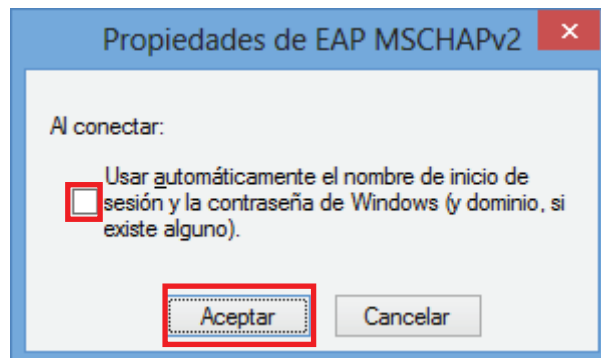 Propiedades de EAP MSCHAPv2
Al conectar:
Usar automáticamente el nombre de inicio de
sesión y la contraseña de Windows (y dominio, si
existe alguno).
Aceptar
Cancelar